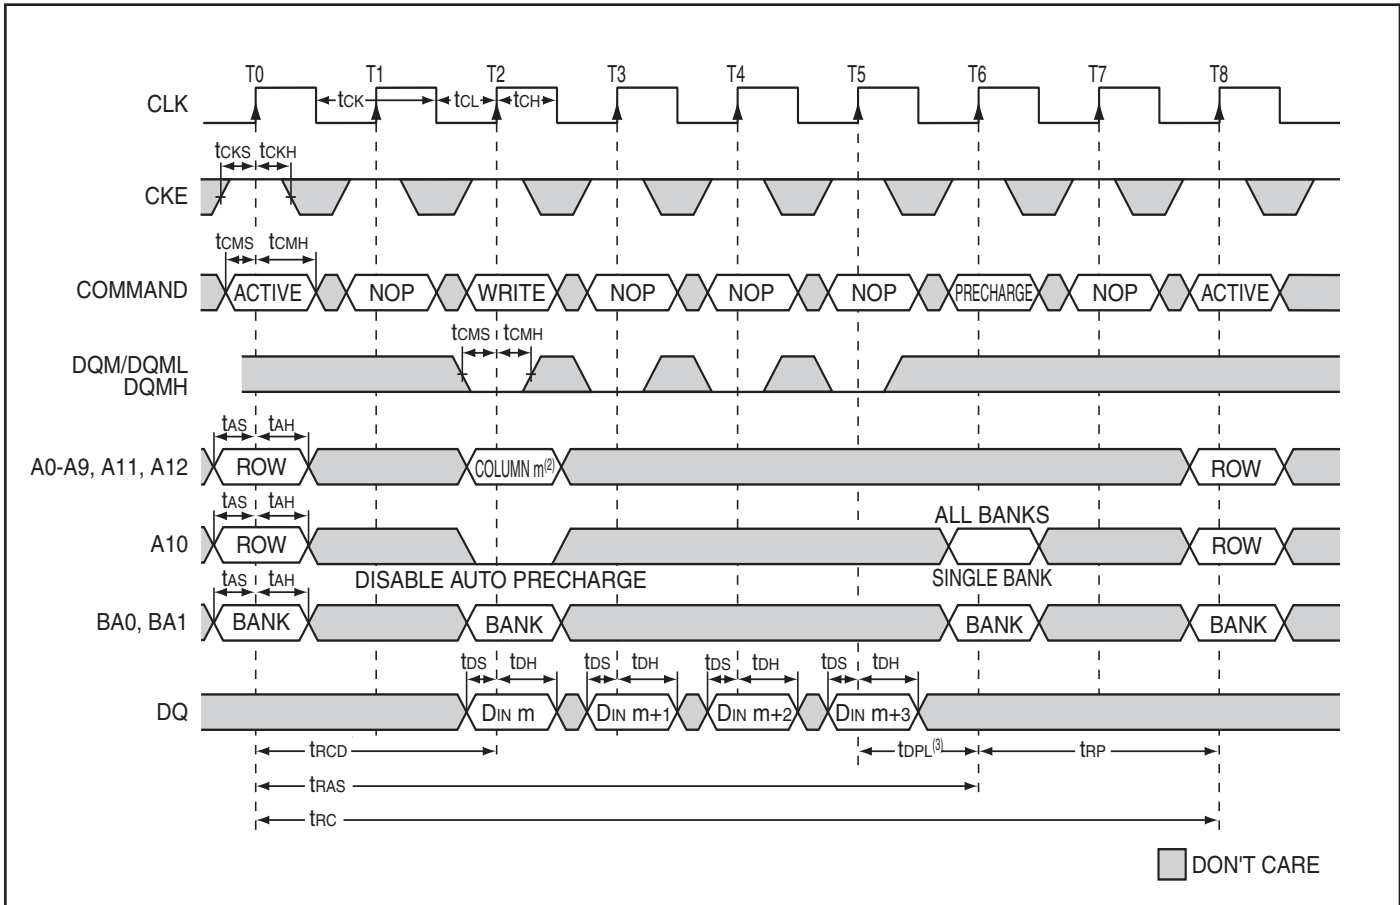 T0 T1 T2 T3 T4 T5 T6 T7 T8
CLK tCK tCL tCH
tCKS tCKH
CKE
tCMS tCMH
COMMAND ACTIVE NOP WRITE NOP NOP NOP PRECHARGE NOP ACTIVE
tCMS tCMH
DQM/DQML
DQMH
tAS tAH
A0-A9, A11, A12 ROW COLUMN m(2) ROW
tAS tAH
ALL BANKS
A10 ROW ROW
DISABLE AUTO PRECHARGE SINGLE BANK
tAS tAH
BA0, BA1 BANK BANK BANK BANK
tDS tDH tDS tDH tDS tDH tDS tDH
DQ DIN m DIN m+1 DIN m+2 DIN m+3
tRCD tDPL(3) tRP
tRAS
tRC
DON'T CARE